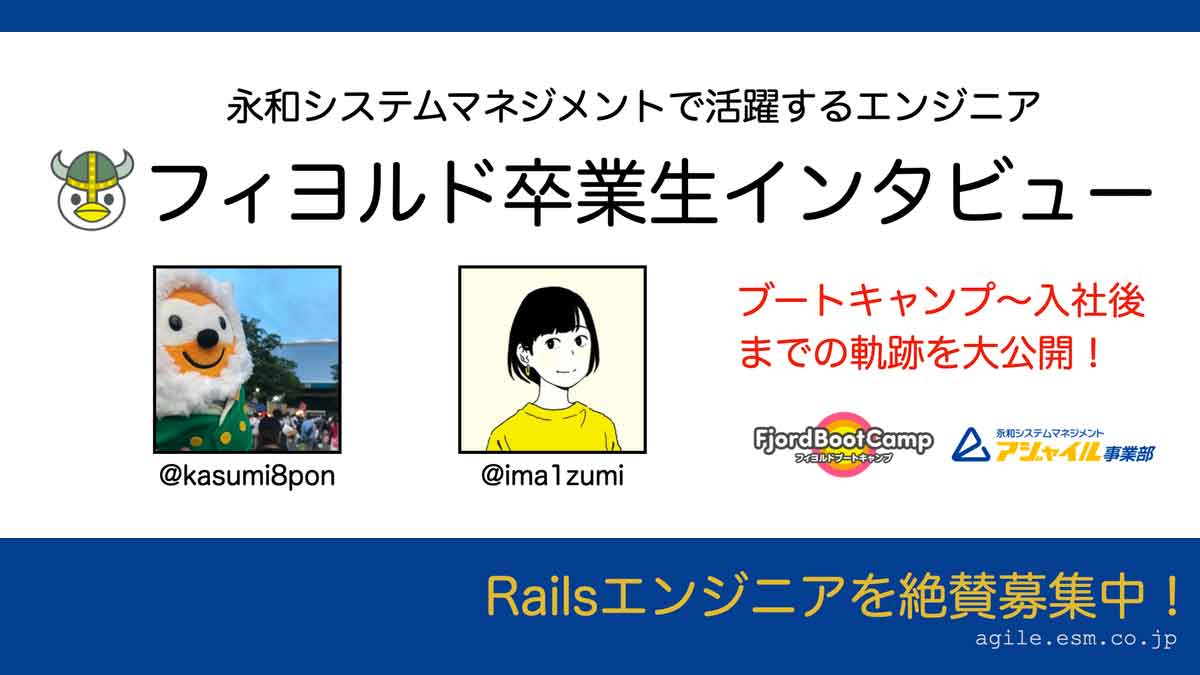 永和システムマネジメントで活躍するエンジニア
フィヨルド卒業生インタビュー
ブートキャンプ〜入社後
までの軌跡を大公開！
@kasumi8pon
@ima1zumi
FjordBootCamp
フィヨルドブートキャンプ
永和システムマネジメント
アジャイル事業部
Railsエンジニアを絶賛募集中！
agile.esm.co.jp